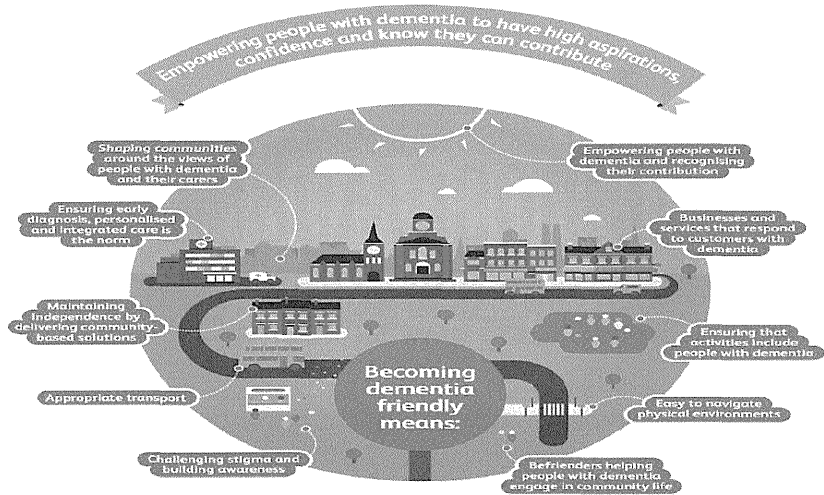 Empowering people with dementia to have high aspirations,
confidence and know they can contribute
Shaping communities
around the views of
people with dementia
and their carers
Empowering people with
dementia and recognising
their contribution
Ensuring early
diagnosis, personalised
and integrated care is
the norm
Businesses and
services that respond
to customers with
dementia
Maintaining
independence by
delivering community-
based solutions
Ensuring that
activities include
people with dementia
Becoming
dementia
friendly
means:
Appropriate transport
Easy to navigate
physical environments
Challenging stigma and
building awareness
Befrienders helping
people with dementia
engage in community life